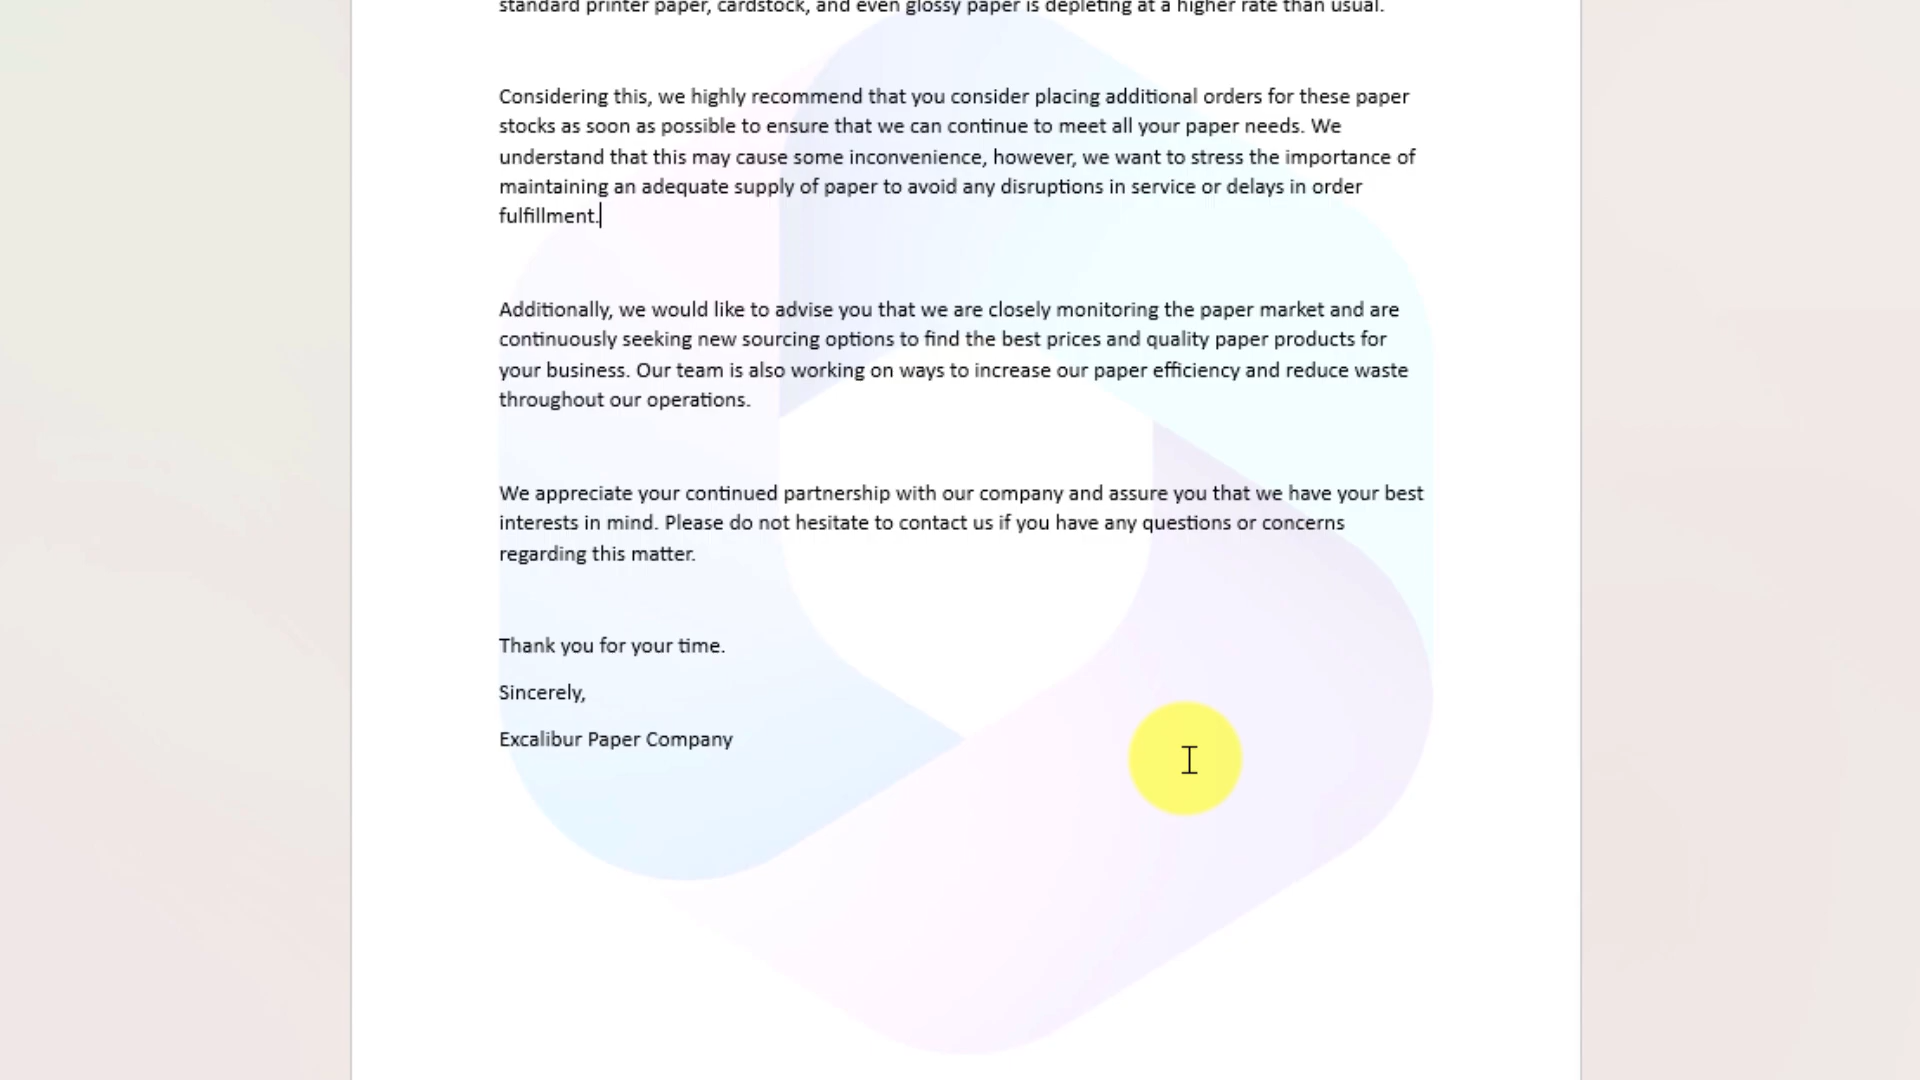 standard printer paper, cardstock, and even glossy paper is depleting at a higher rate than usual.
Considering this, we highly recommend that you consider placing additional orders for these paper
stocks as soon as possible to ensure that we can continue to meet all your paper needs. We
understand that this may cause some inconvenience, however, we want to stress the importance of
maintaining an adequate supply of paper to avoid any disruptions in service or delays in order
fulfillment.
Additionally, we would like to advise you that we are closely monitoring the paper market and are
continuously seeking new sourcing options to find the best prices and quality paper products for
your business. Our team is also working on ways to increase our paper efficiency and reduce waste
throughout our operations.
We appreciate your continued partnership with our company and assure you that we have your best
interests in mind. Please do not hesitate to contact us if you have any questions or concerns
regarding this matter.
Thank you for your time.
Sincerely,
Excalibur Paper Company